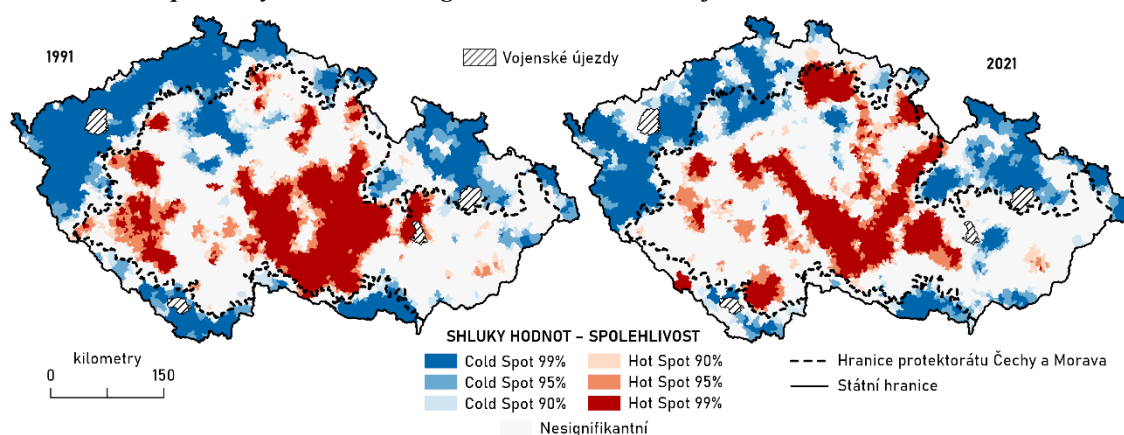 1991
Vojenské újezdy
2021
kilometry
0
150
SHLUKY HODNOT – SPOLEHLIVOST
Cold Spot 99%
Hot Spot 90%
Cold Spot 95%
Hot Spot 95%
Cold Spot 90%
Hot Spot 99%
Nesignifikantní
Hranice protektorátu Čechy a Morava
Státní hranice